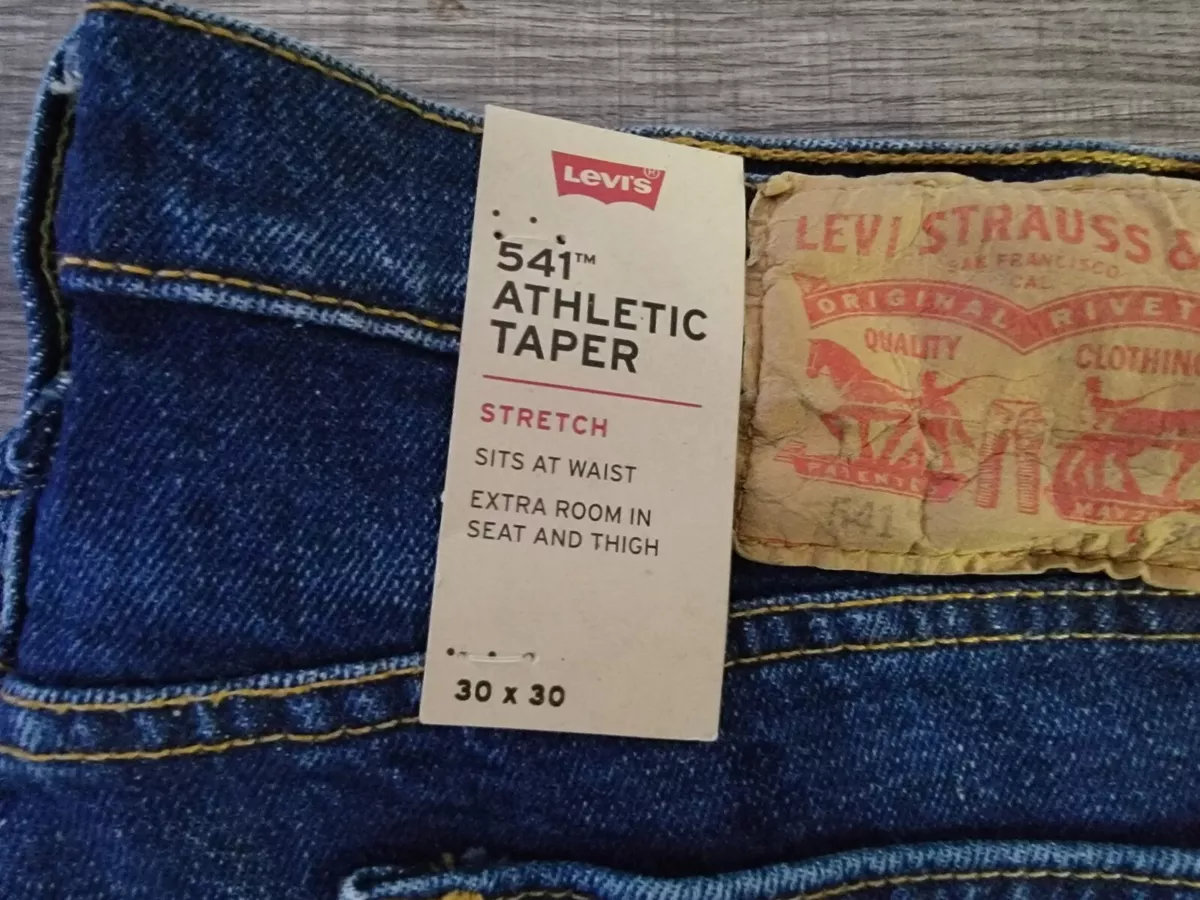 Levi's®
541™
ATHLETIC
TAPER
STRETCH
SITS AT WAIST
EXTRA ROOM IN
SEAT AND THIGH
30 x 30
LEVI STRAUSS &
SAN FRANCISCO
CAL
ORIGINAL RIVET
QUALITY CLOTHING
541